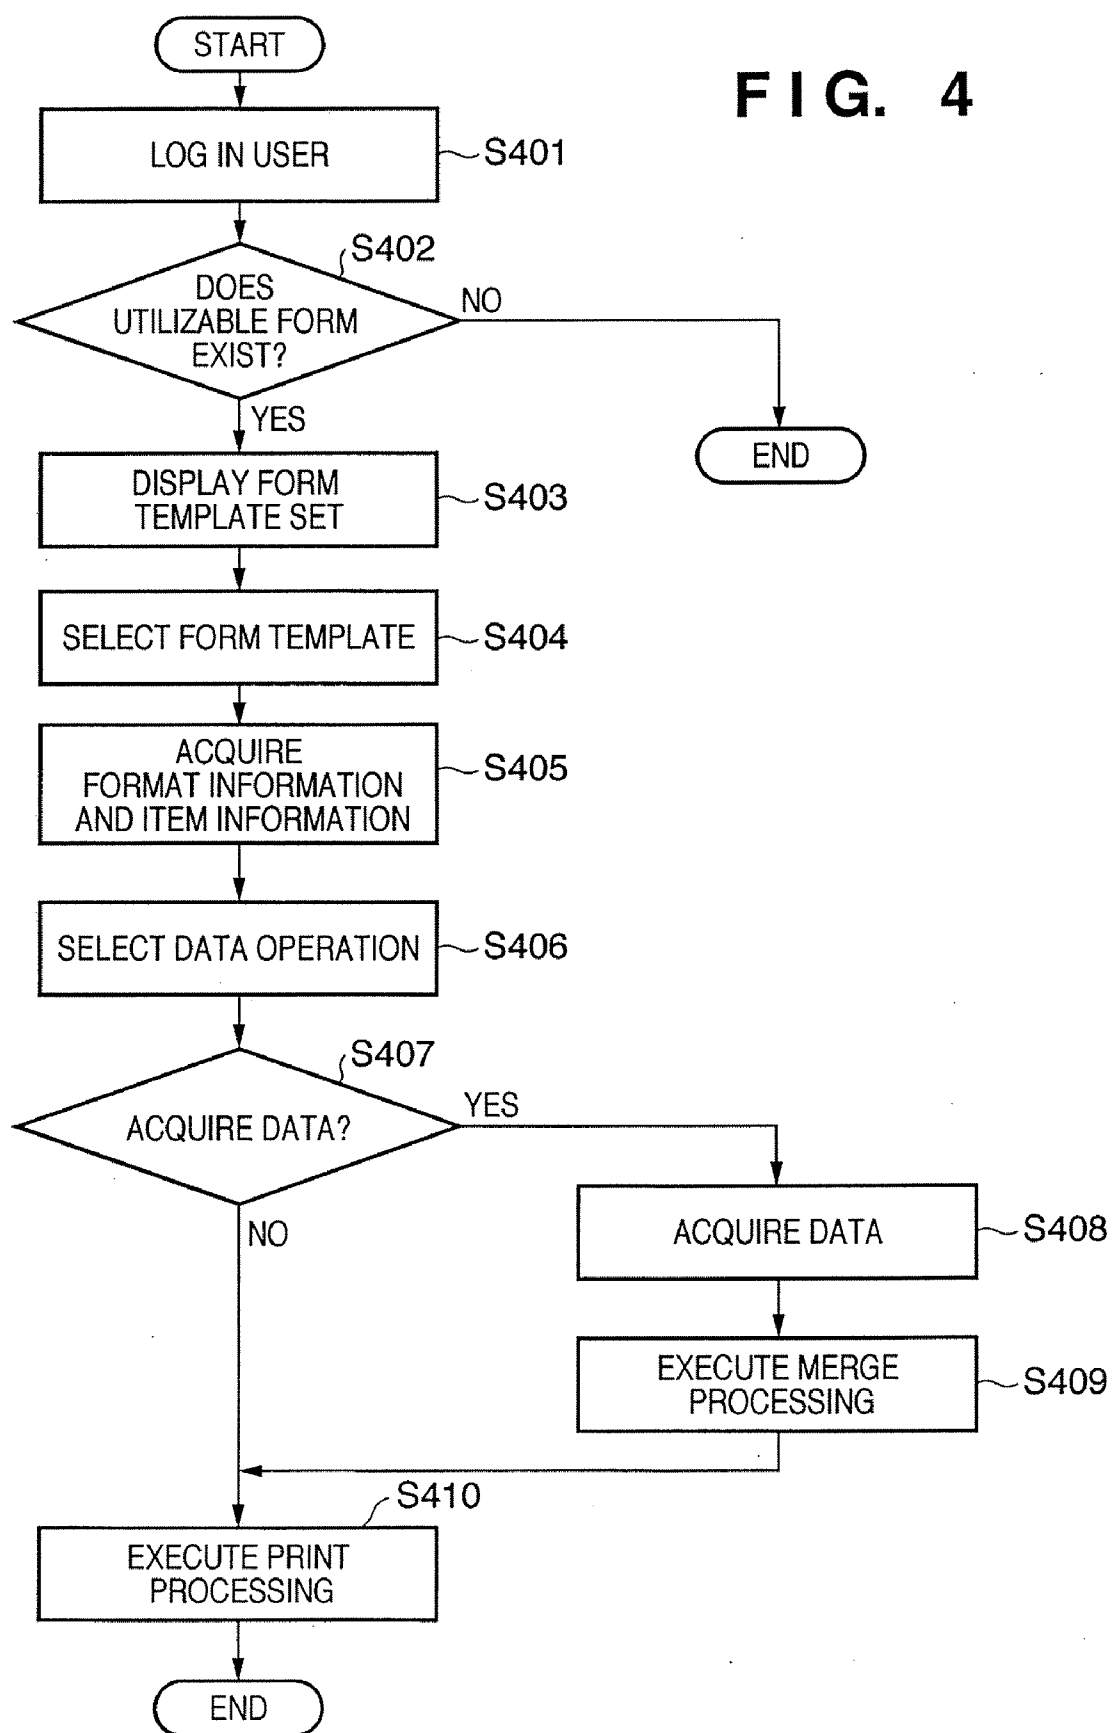 START
FIG. 4
LOG IN USER
S401
S402
DOES
UTILIZABLE FORM
EXIST?
NO
YES
END
DISPLAY FORM
TEMPLATE SET
S403
SELECT FORM TEMPLATE
S404
ACQUIRE
FORMAT INFORMATION
AND ITEM INFORMATION
S405
SELECT DATA OPERATION
S406
S407
ACQUIRE DATA?
YES
NO
ACQUIRE DATA
S408
EXECUTE MERGE
PROCESSING
S409
S410
EXECUTE PRINT
PROCESSING
END